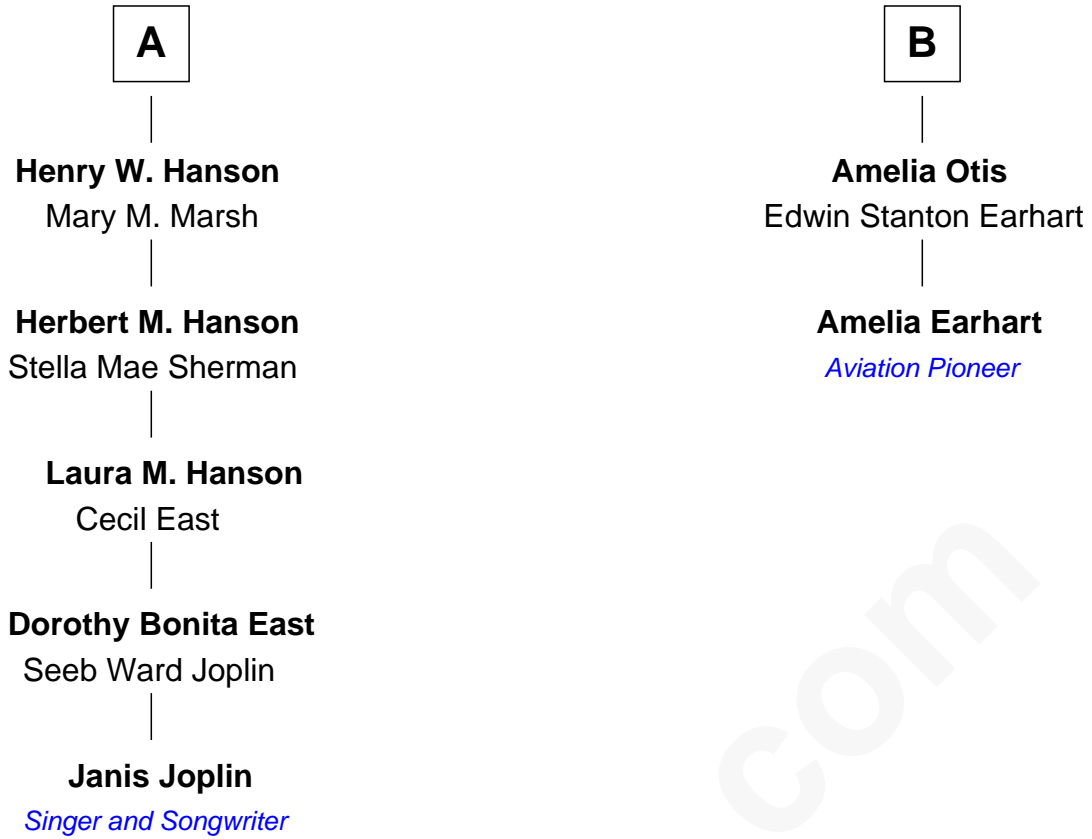 A
B
Henry W. Hanson
Mary M. Marsh
Amelia Otis
Edwin Stanton Earhart
Herbert M. Hanson
Stella Mae Sherman
Amelia Earhart
Aviation Pioneer
Laura M. Hanson
Cecil East
Dorothy Bonita East
Seeb Ward Joplin
Janis Joplin
Singer and Songwriter
com